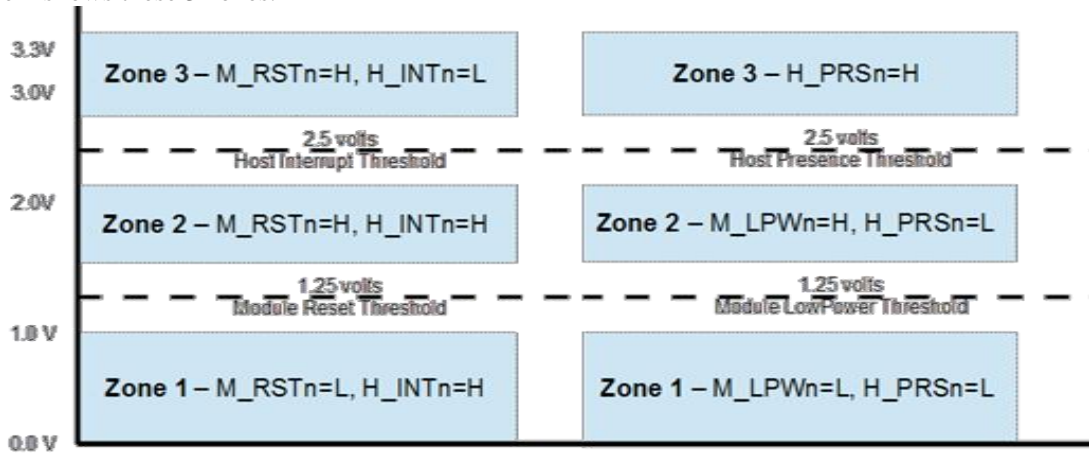 3.3V
Zone 3 – M_RSTn=H, H_INTn=L
Zone 3 – H_PRSn=H
3.0V
2.5 volts
Host Interrupt Threshold
2.5 volts
Host Presence Threshold
2.0V
Zone 2 – M_RSTn=H, H_INTn=H
Zone 2 – M_LPWn=H, H_PRSn=L
1.25 volts
Module Reset Threshold
1.25 volts
Module LowPower Threshold
1.0 V
Zone 1 – M_RSTn=L, H_INTn=H
Zone 1 – M_LPWn=L, H_PRSn=L
0.0 V